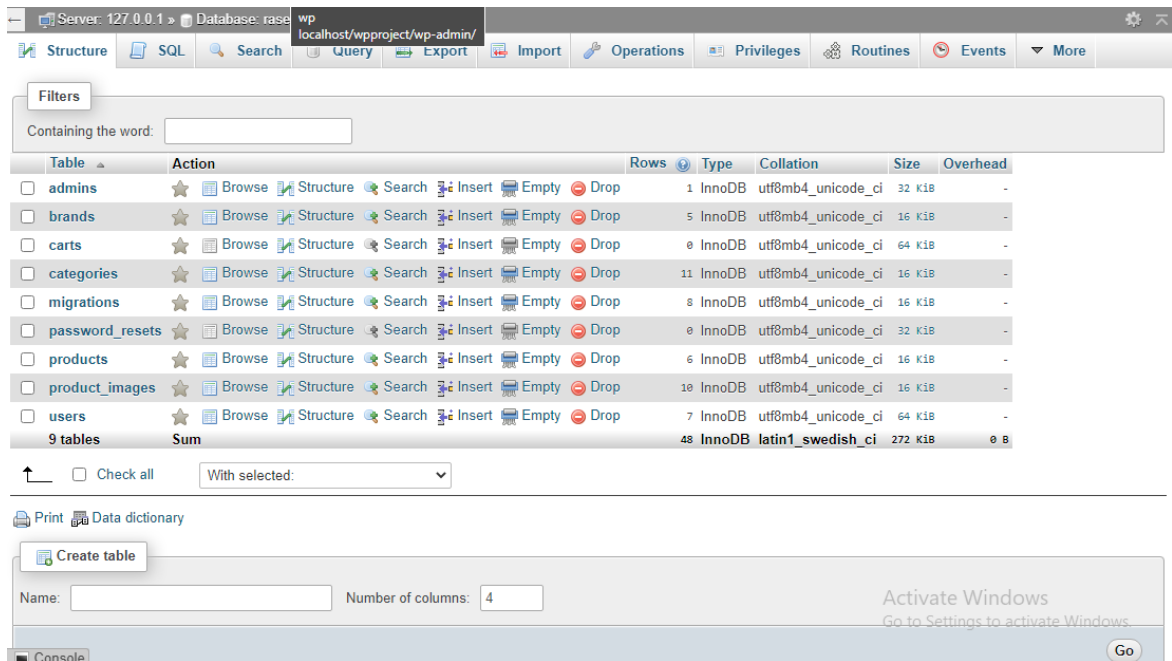 Server: 127.0.0.1 » Database: rase
wp
localhost/wpproject/wp-admin/
Structure SQL Search Query Export Import Operations Privileges Routines Events More
Filters
Containing the word:
Table Action Rows Type Collation Size Overhead
admins Browse Structure Search Insert Empty Drop 1 InnoDB utf8mb4_unicode_ci 32 KiB -
brands Browse Structure Search Insert Empty Drop 5 InnoDB utf8mb4_unicode_ci 16 KiB -
carts Browse Structure Search Insert Empty Drop 0 InnoDB utf8mb4_unicode_ci 64 KiB -
categories Browse Structure Search Insert Empty Drop 11 InnoDB utf8mb4_unicode_ci 16 KiB -
migrations Browse Structure Search Insert Empty Drop 8 InnoDB utf8mb4_unicode_ci 16 KiB -
password_resets Browse Structure Search Insert Empty Drop 0 InnoDB utf8mb4_unicode_ci 32 KiB -
products Browse Structure Search Insert Empty Drop 6 InnoDB utf8mb4_unicode_ci 16 KiB -
product_images Browse Structure Search Insert Empty Drop 10 InnoDB utf8mb4_unicode_ci 16 KiB -
users Browse Structure Search Insert Empty Drop 7 InnoDB utf8mb4_unicode_ci 64 KiB -
9 tables Sum 48 InnoDB latin1_swedish_ci 272 KiB 0 B
Check all With selected:
Print Data dictionary
Create table
Name: Number of columns: 4
Activate Windows
Go to Settings to activate Windows.
Go
Console